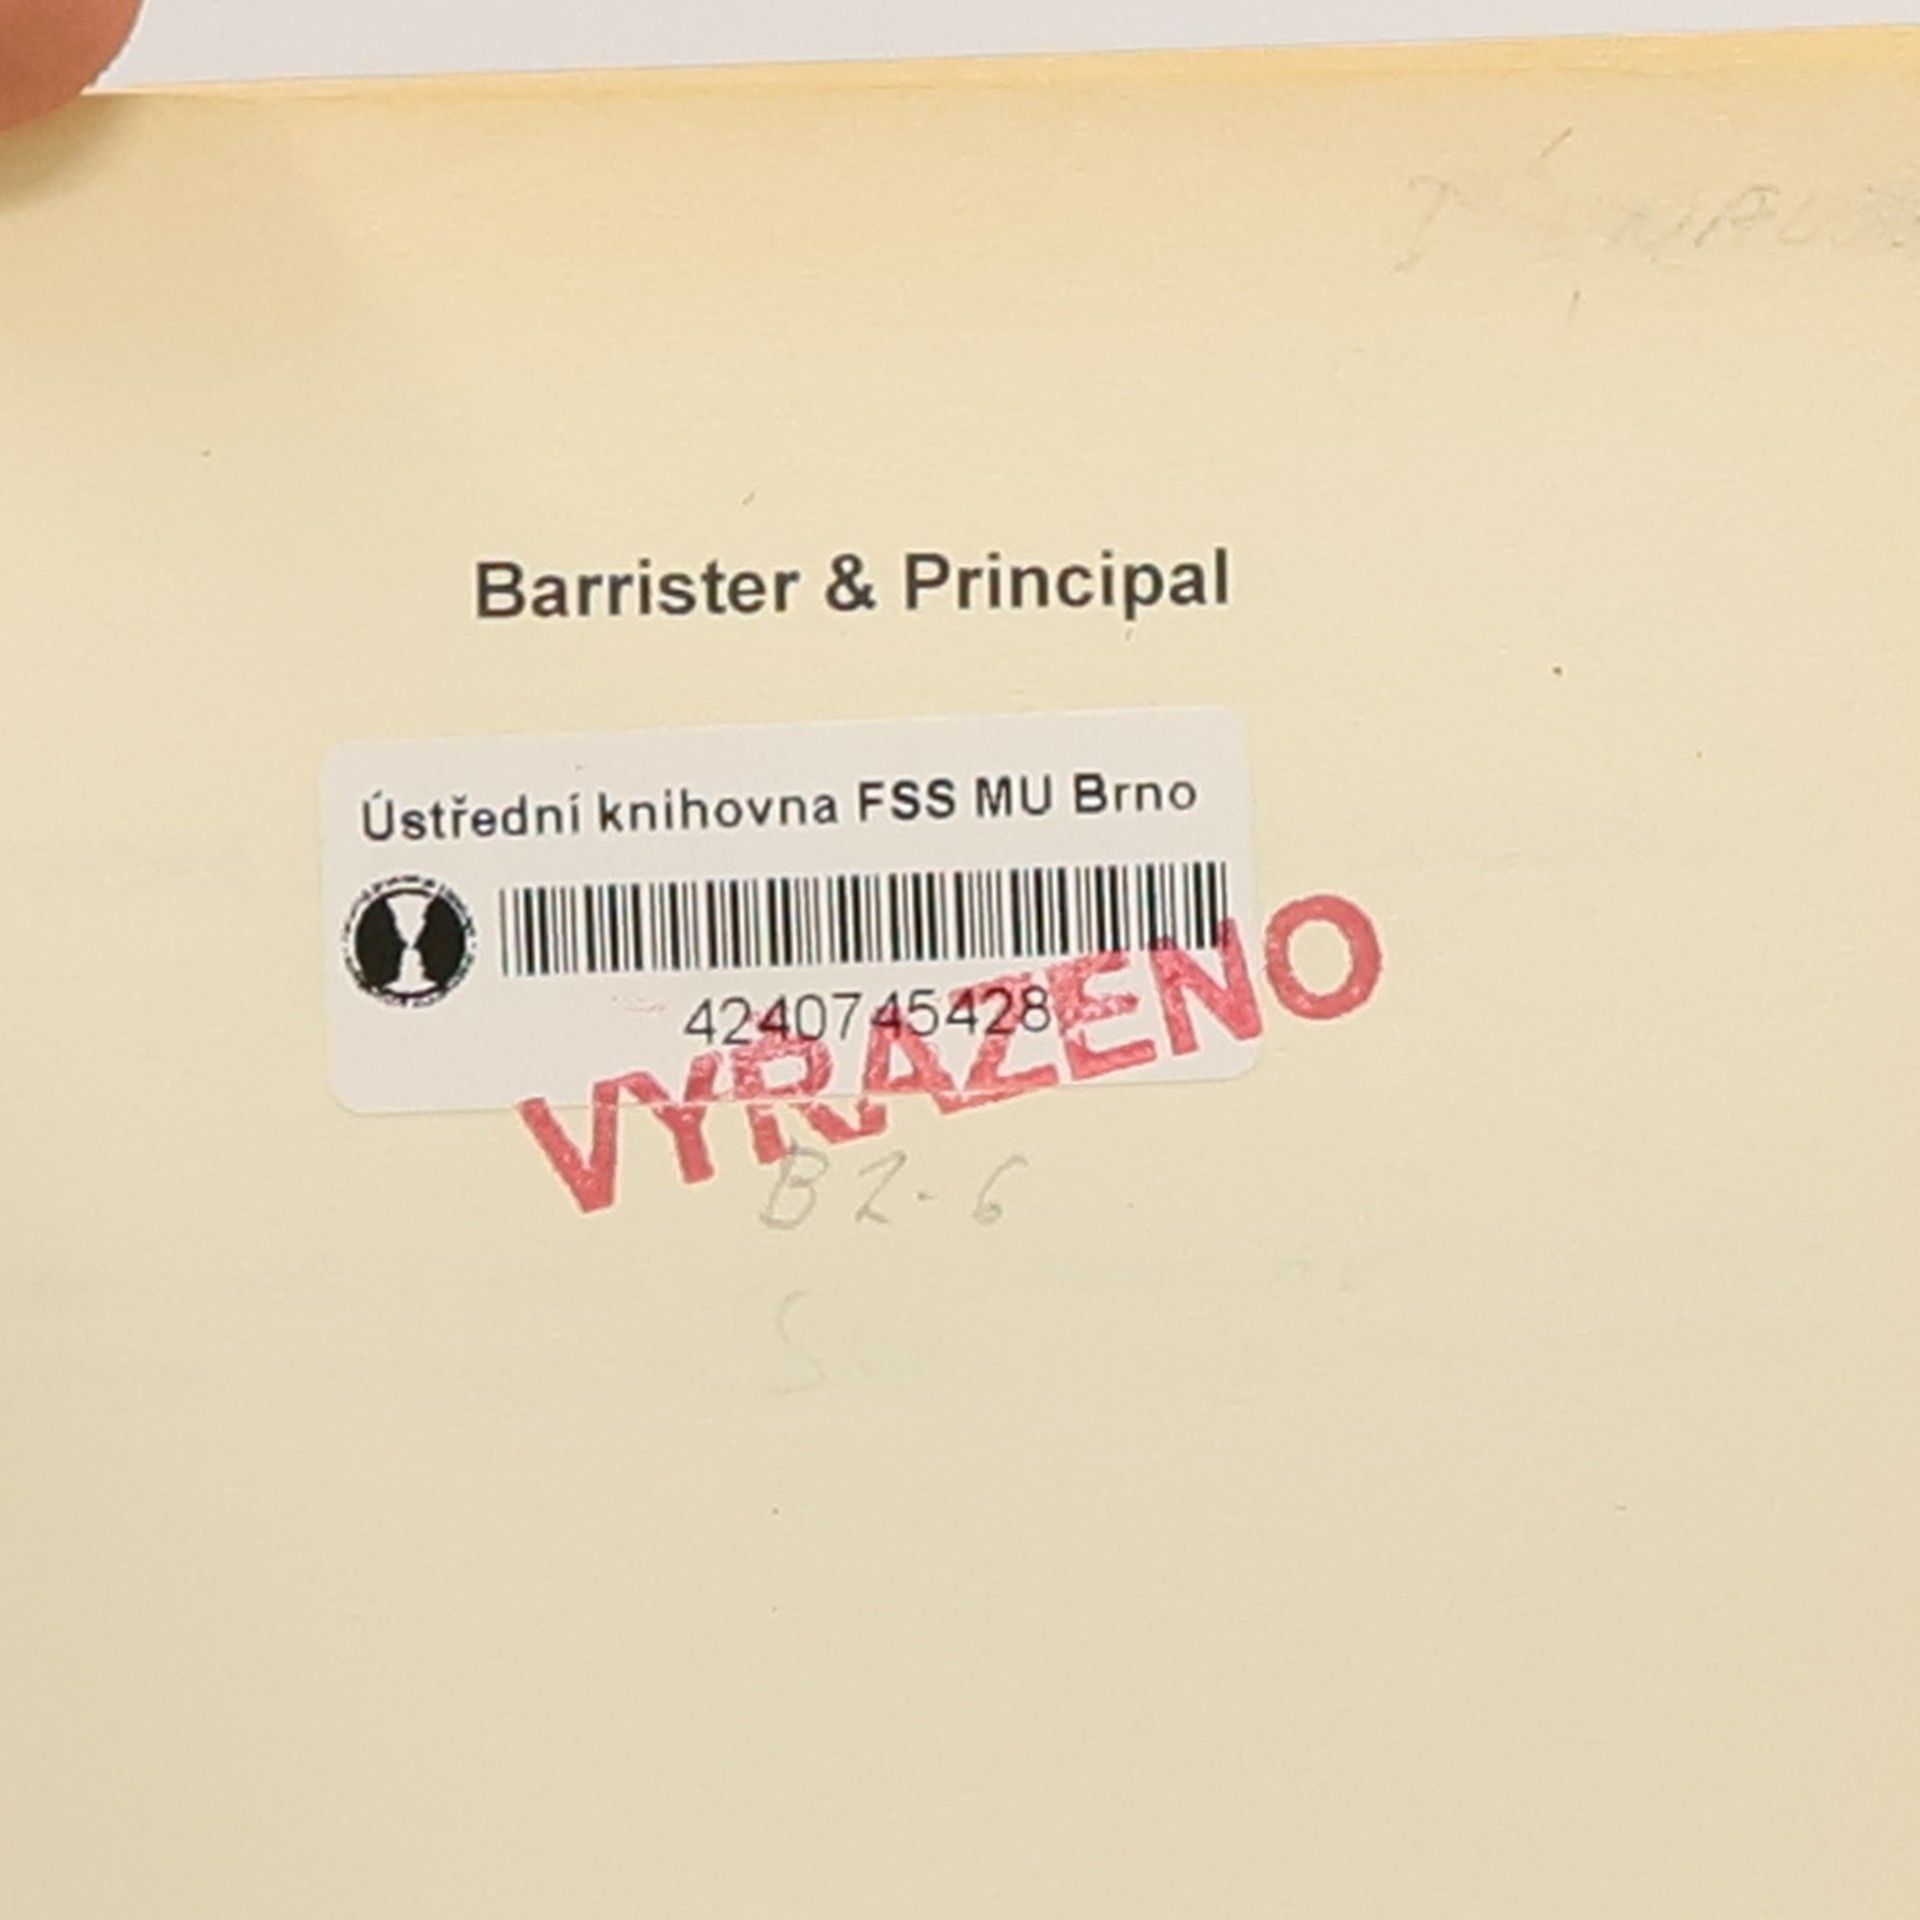 Barrister & Principal
Ústřední knihovna FSS MU Brno
4240745428
VYŘAZENO
B2-6